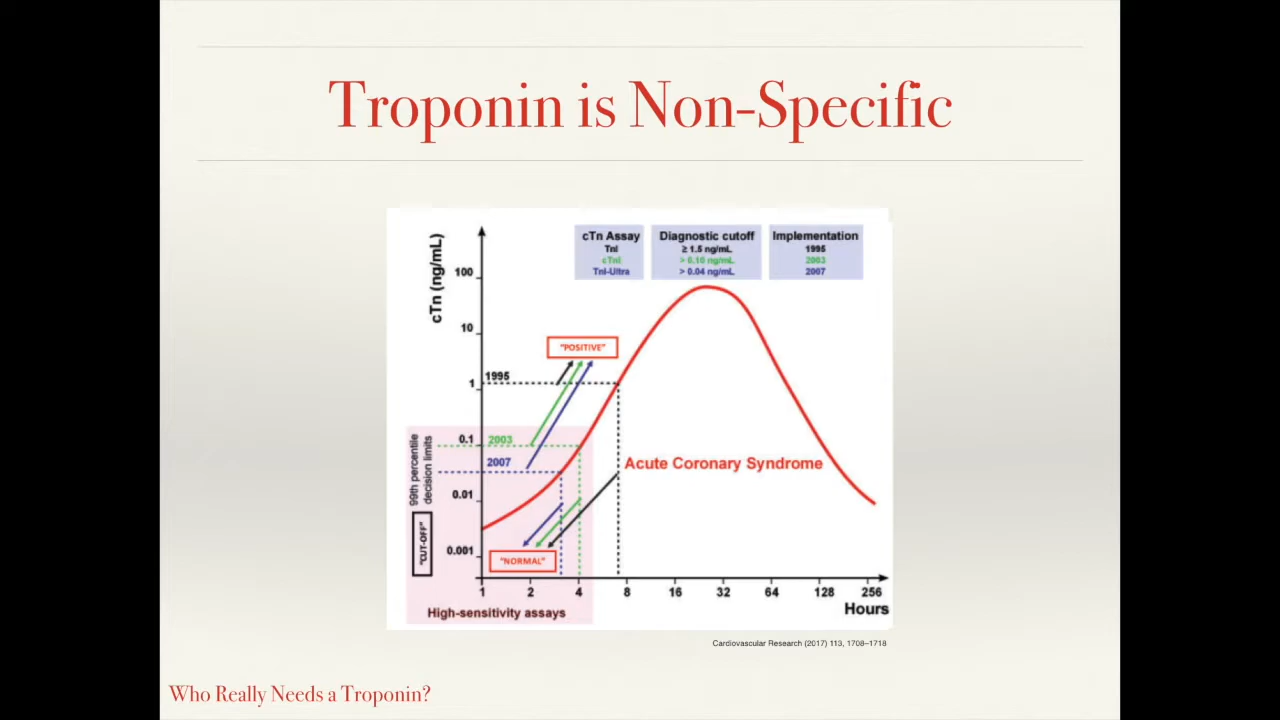 Troponin is Non-Specific
cTn Assay Diagnostic cutoff Implementation
TnI ≥ 1.5 ng/mL 1995
cTnI > 0.10 ng/mL 2003
TnI-Ultra > 0.04 ng/mL 2007
cTn (ng/mL)
100
10
1
0.1
0.01
0.001
"POSITIVE"
1995
2003
2007
99th percentile
decision limits
"CUT-OFF"
Acute Coronary Syndrome
"NORMAL"
1 2 4 8 16 32 64 128 256
Hours
High-sensitivity assays
Cardiovascular Research (2017) 113, 1708–1718
Who Really Needs a Troponin?